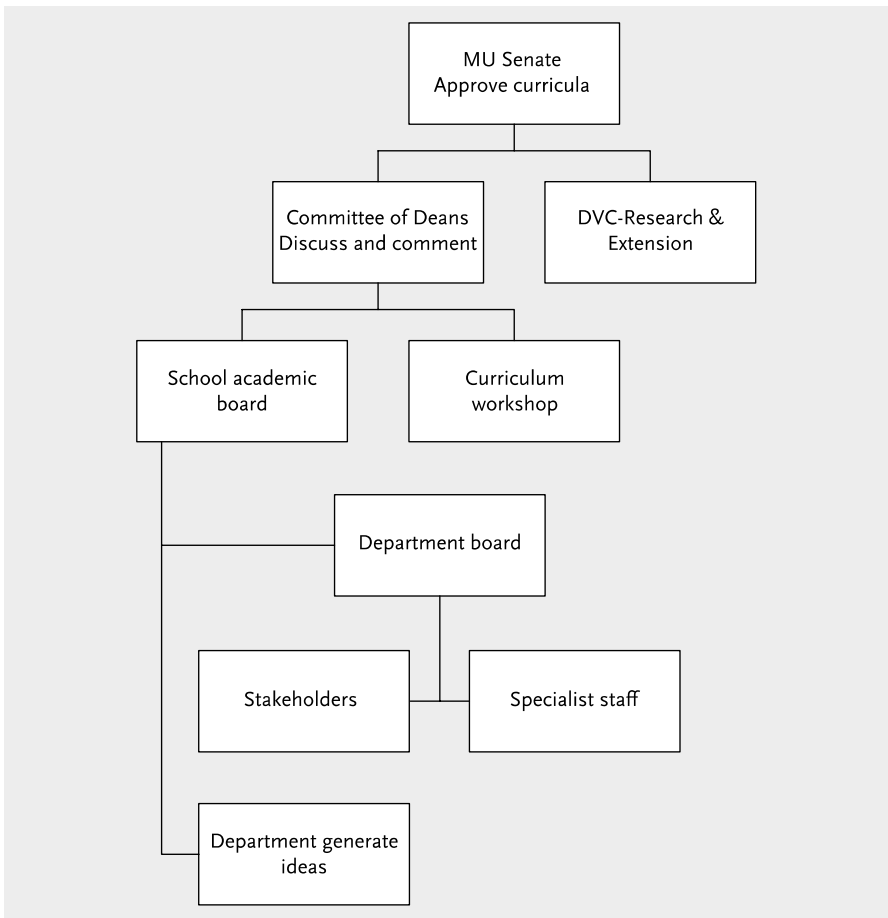 MU Senate
Approve curricula
Committee of Deans
Discuss and comment
DVC-Research &
Extension
School academic
board
Curriculum
workshop
Department board
Stakeholders
Specialist staff
Department generate
ideas